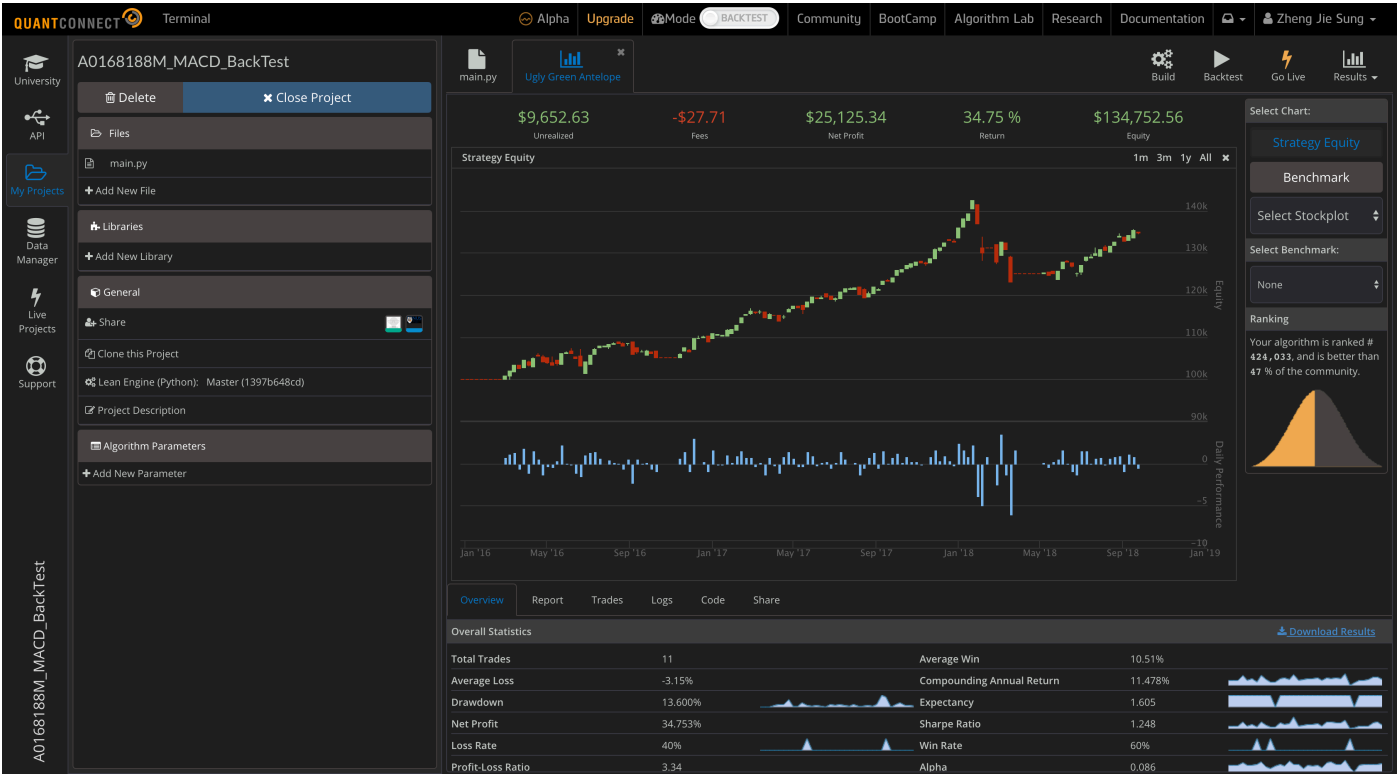 QUANTCONNECT Terminal Alpha Upgrade Mode BACKTEST Community BootCamp Algorithm Lab Research Documentation Zheng Jie Sung
University
API
My Projects
Data Manager
Live Projects
Support
A0168188M_MACD_BackTest
A0168188M_MACD_BackTest
Delete Close Project
Files
main.py
Add New File
Libraries
Add New Library
General
Share
Clone this Project
Lean Engine (Python): Master (1397b648cd)
Project Description
Algorithm Parameters
Add New Parameter
main.py Ugly Green Antelope Build Backtest Go Live Results
$9,652.63 -$27.71 $25,125.34 34.75 % $134,752.56
Unrealized Fees Net Profit Return Equity
Strategy Equity 1m 3m 1y All
140k
130k
120k
110k
100k
90k
Equity
0
-5
-10
Daily Performance
Jan '16 May '16 Sep '16 Jan '17 May '17 Sep '17 Jan '18 May '18 Sep '18 Jan '19
Select Chart:
Strategy Equity
Benchmark
Select Stockplot
Select Benchmark:
None
Ranking
Your algorithm is ranked #
424,033, and is better than
47 % of the community.
Overview Report Trades Logs Code Share
Overall Statistics Download Results
Total Trades 11 Average Win 10.51%
Average Loss -3.15% Compounding Annual Return 11.478%
Drawdown 13.600% Expectancy 1.605
Net Profit 34.753% Sharpe Ratio 1.248
Loss Rate 40% Win Rate 60%
Profit-Loss Ratio 3.34 Alpha 0.086